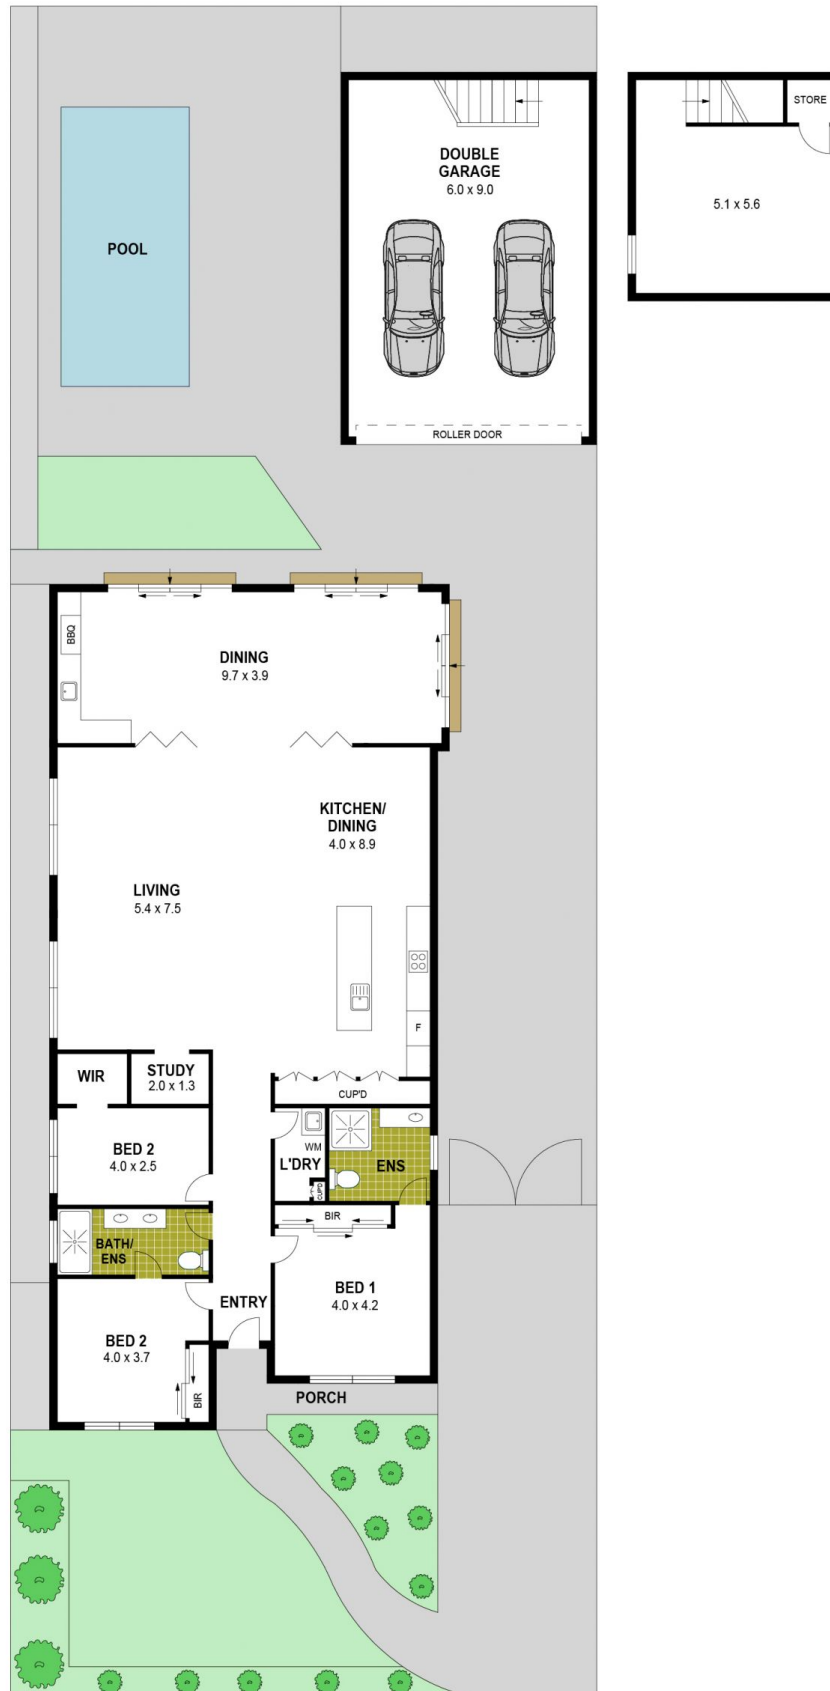 DOUBLE
GARAGE
6.0 x 9.0
STORE
5.1 x 5.6
POOL
ROLLER DOOR
BBQ
DINING
9.7 x 3.9
KITCHEN/
DINING
4.0 x 8.9
LIVING
5.4 x 7.5
F
WIR
STUDY
2.0 x 1.3
CUP'D
BED 2
4.0 x 2.5
WM
L'DRY
CUP'D
ENS
BATH/
ENS
BIR
BED 1
4.0 x 4.2
ENTRY
BED 2
4.0 x 3.7
BIR
PORCH